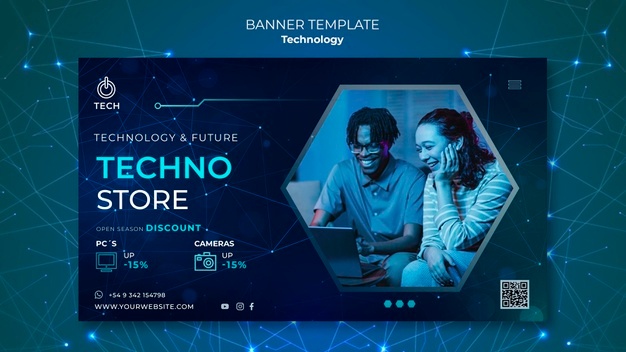 BANNER TEMPLATE
Technology
TECH
TECHNOLOGY & FUTURE
TECHNO
STORE
OPEN SEASON DISCOUNT
PC´S
UP
-15%
CAMERAS
UP
-15%
+54 9 342 154798
WWW.YOURWEBSITE.COM